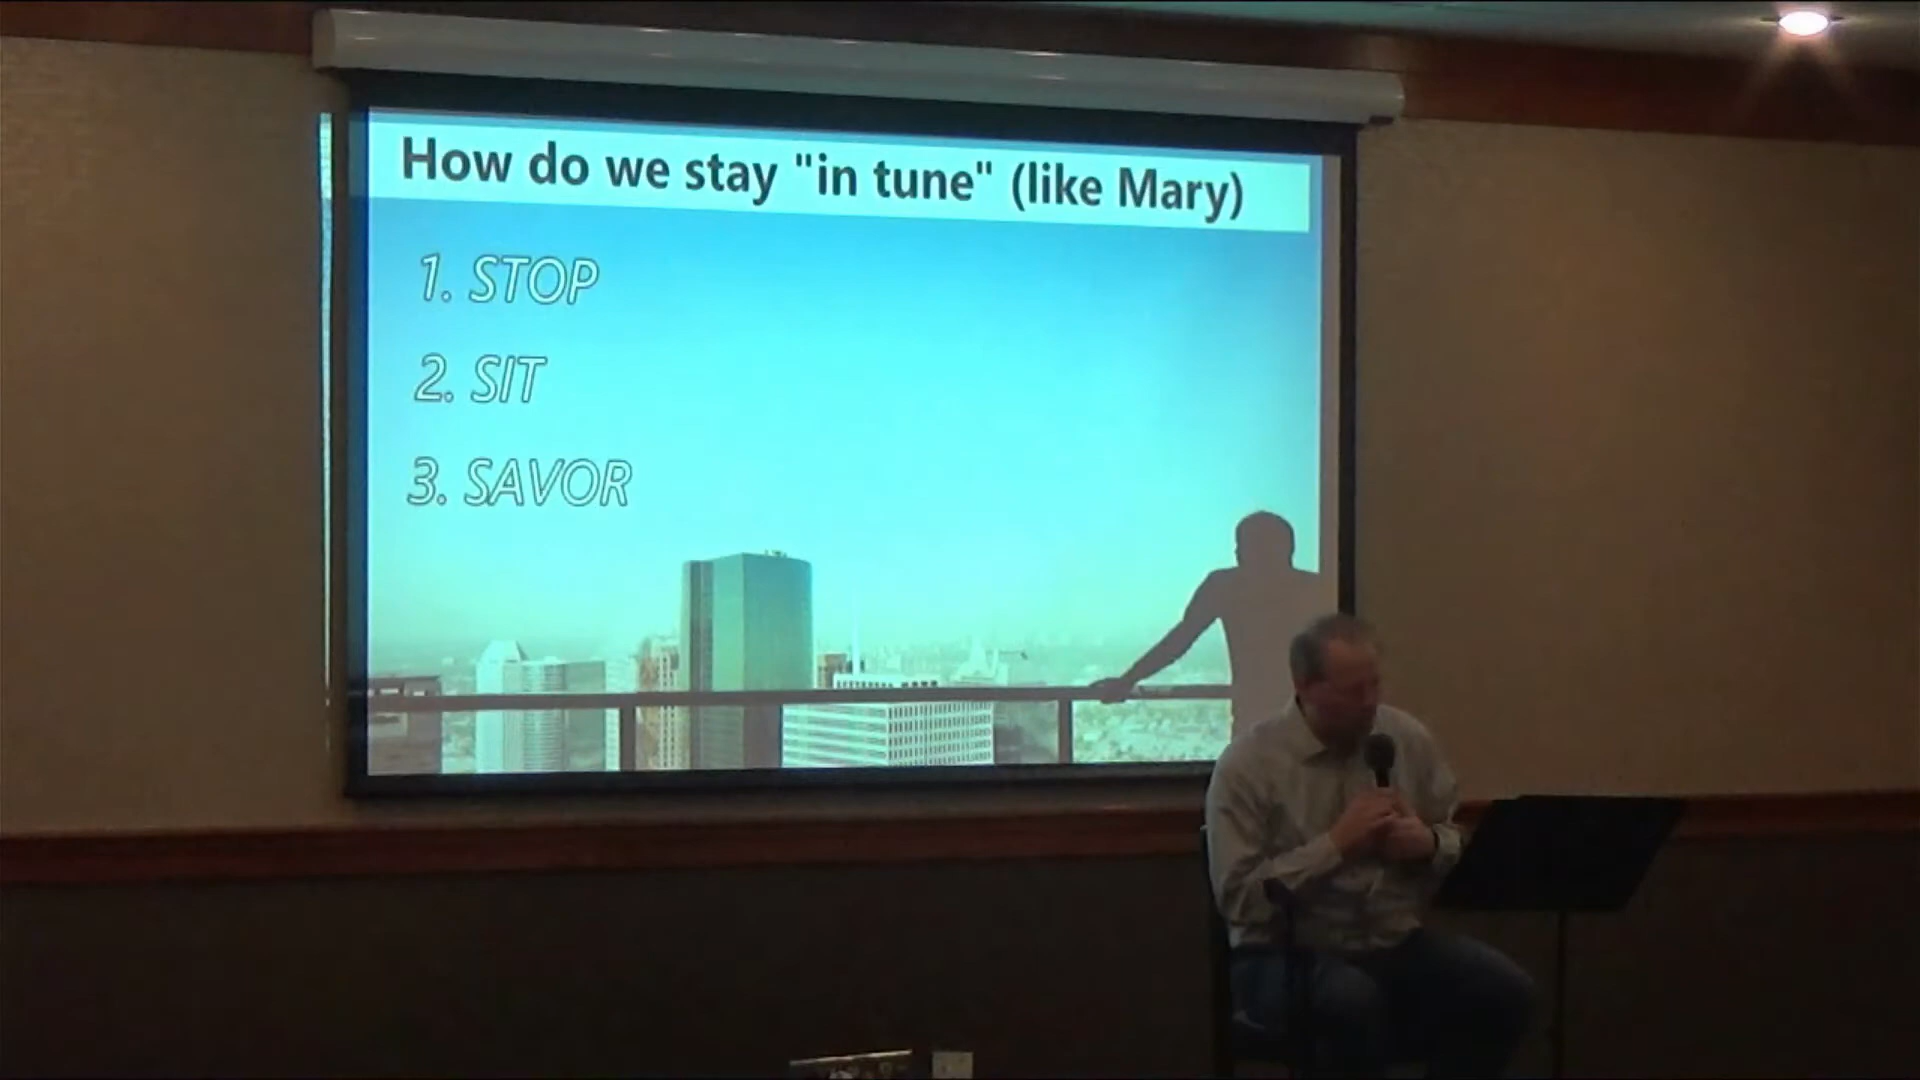 How do we stay "in tune" (like Mary)
1. STOP
2. SIT
3. SAVOR